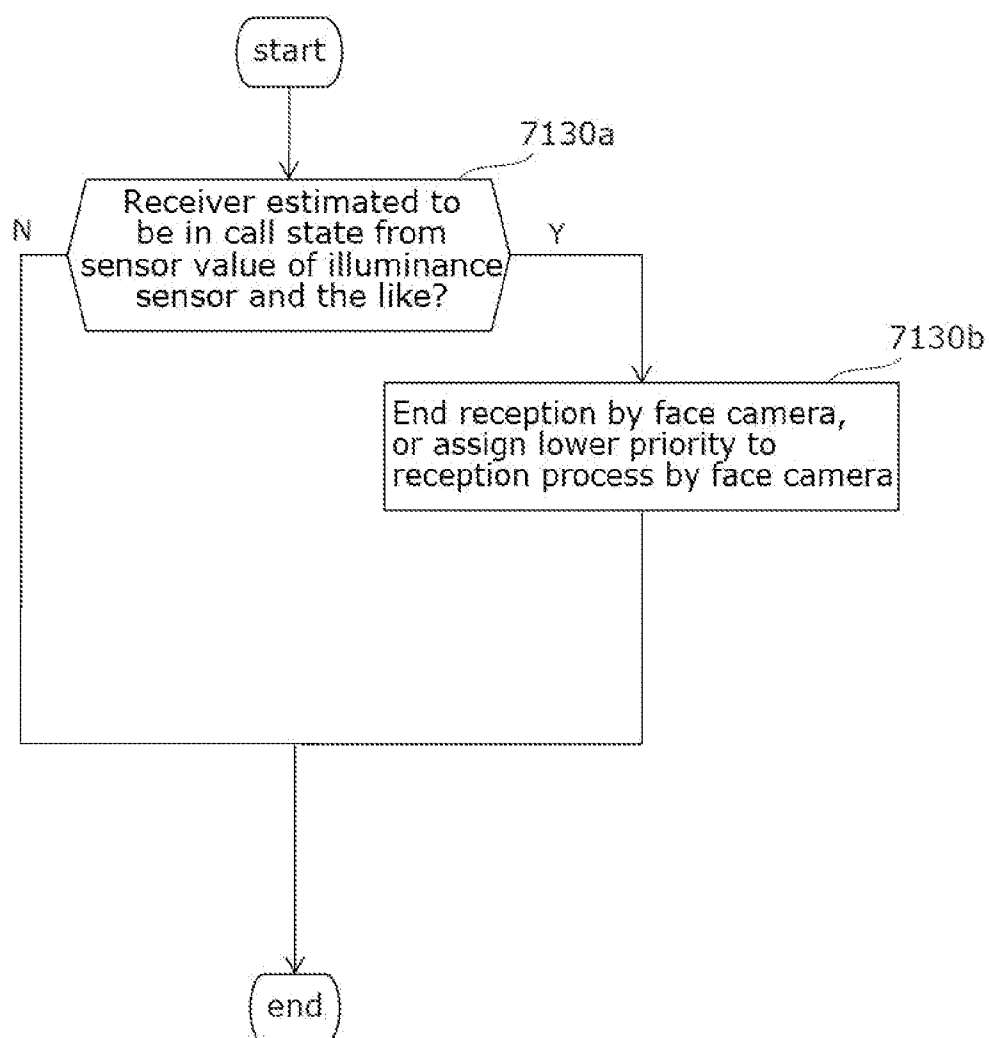 start
7130a
Receiver estimated to
be in call state from
sensor value of illuminance
sensor and the like?
N
Y
7130b
End reception by face camera,
or assign lower priority to
reception process by face camera
end